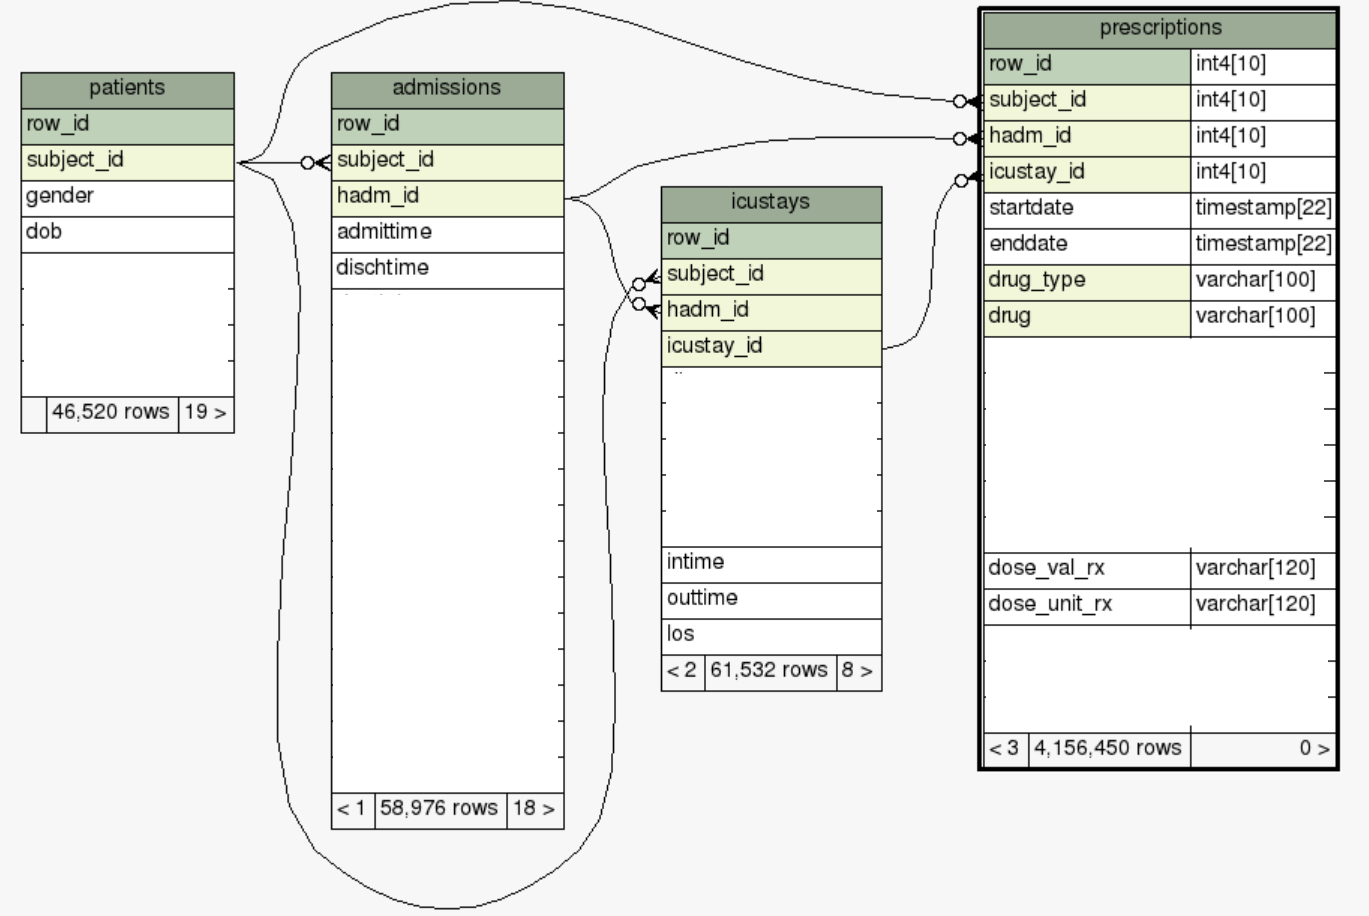 patients
row_id
subject_id
gender
dob
46,520 rows 19 >
admissions
row_id
subject_id
hadm_id
admittime
dischtime
< 1 58,976 rows 18 >
icustays
row_id
subject_id
hadm_id
icustay_id
intime
outtime
los
< 2 61,532 rows 8 >
prescriptions
row_id int4[10]
subject_id int4[10]
hadm_id int4[10]
icustay_id int4[10]
startdate timestamp[22]
enddate timestamp[22]
drug_type varchar[100]
drug varchar[100]
dose_val_rx varchar[120]
dose_unit_rx varchar[120]
< 3 4,156,450 rows 0 >